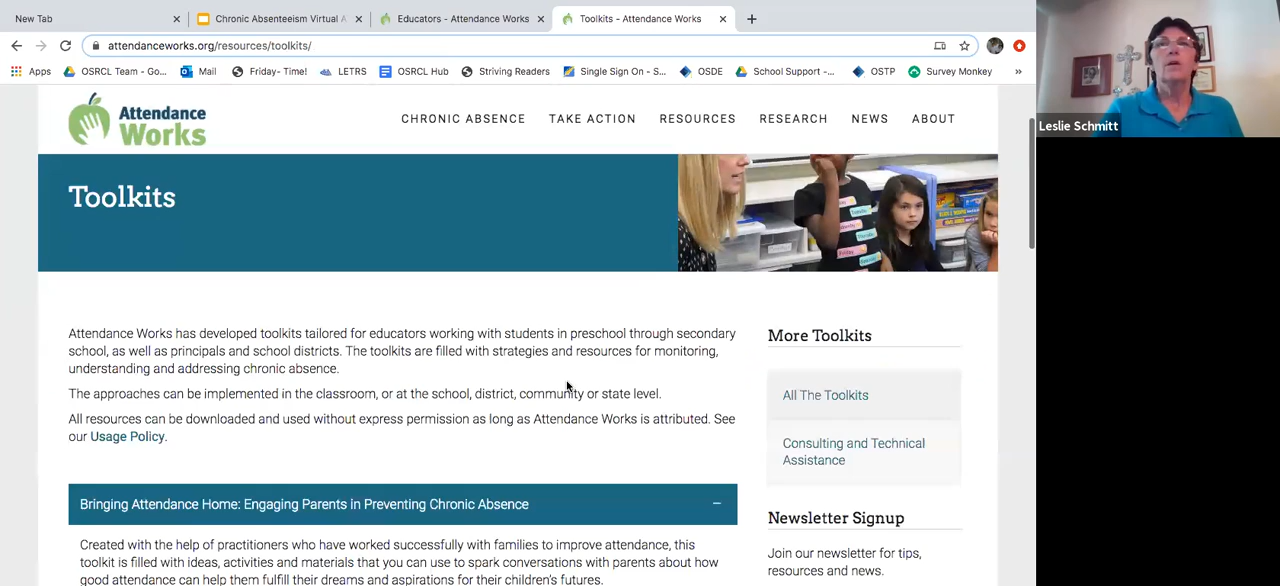 New Tab
Chronic Absenteeism Virtual A
Educators - Attendance Works
Toolkits - Attendance Works
attendanceworks.org/resources/toolkits/
Apps
OSRCL Team - Go...
Mail
Friday- Time!
LETRS
OSRCL Hub
Striving Readers
Single Sign On - S...
OSDE
School Support -...
OSTP
Survey Monkey
»
Leslie Schmitt
Attendance
Works
CHRONIC ABSENCE
TAKE ACTION
RESOURCES
RESEARCH
NEWS
ABOUT
Toolkits
Attendance Works has developed toolkits tailored for educators working with students in preschool through secondary
school, as well as principals and school districts. The toolkits are filled with strategies and resources for monitoring,
understanding and addressing chronic absence.
The approaches can be implemented in the classroom, or at the school, district, community or state level.
All resources can be downloaded and used without express permission as long as Attendance Works is attributed. See
our Usage Policy.
Bringing Attendance Home: Engaging Parents in Preventing Chronic Absence
Created with the help of practitioners who have worked successfully with families to improve attendance, this
toolkit is filled with ideas, activities and materials that you can use to spark conversations with parents about how
good attendance can help them fulfill their dreams and aspirations for their children's futures.
More Toolkits
All The Toolkits
Consulting and Technical
Assistance
Newsletter Signup
Join our newsletter for tips,
resources and news.